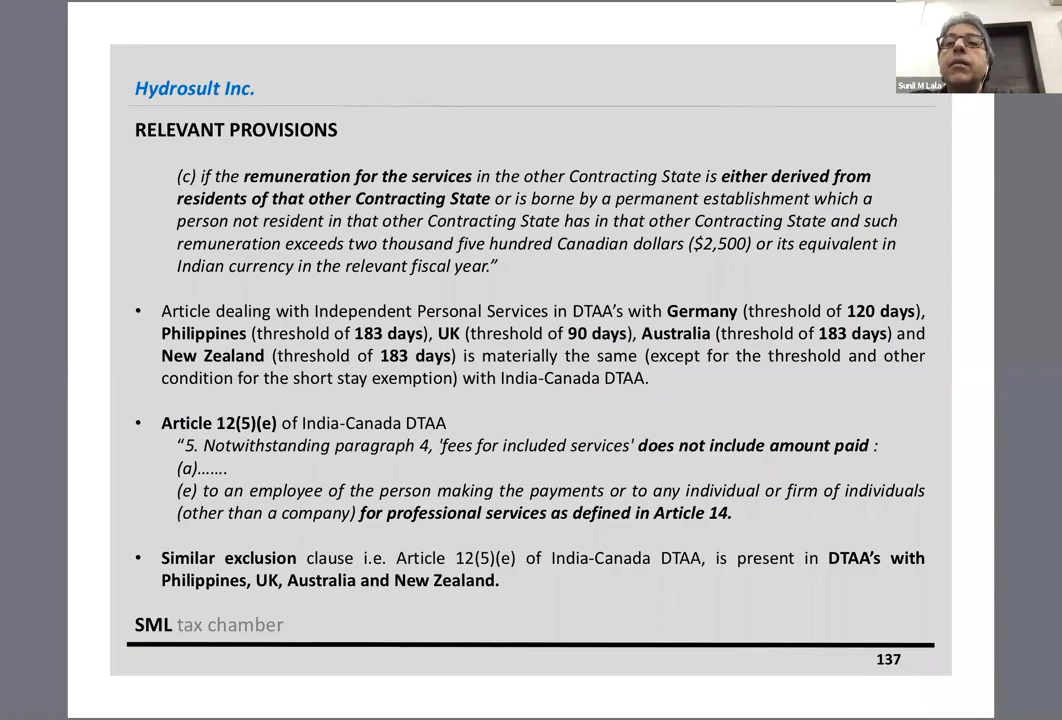 Sunil M Lala
Hydrosult Inc.
RELEVANT PROVISIONS
(c) if the remuneration for the services in the other Contracting State is either derived from
residents of that other Contracting State or is borne by a permanent establishment which a
person not resident in that other Contracting State has in that other Contracting State and such
remuneration exceeds two thousand five hundred Canadian dollars ($2,500) or its equivalent in
Indian currency in the relevant fiscal year.”
• Article dealing with Independent Personal Services in DTAA’s with Germany (threshold of 120 days),
Philippines (threshold of 183 days), UK (threshold of 90 days), Australia (threshold of 183 days) and
New Zealand (threshold of 183 days) is materially the same (except for the threshold and other
condition for the short stay exemption) with India-Canada DTAA.
• Article 12(5)(e) of India-Canada DTAA
“5. Notwithstanding paragraph 4, 'fees for included services' does not include amount paid :
(a)…….
(e) to an employee of the person making the payments or to any individual or firm of individuals
(other than a company) for professional services as defined in Article 14.
• Similar exclusion clause i.e. Article 12(5)(e) of India-Canada DTAA, is present in DTAA’s with
Philippines, UK, Australia and New Zealand.
SML tax chamber
137